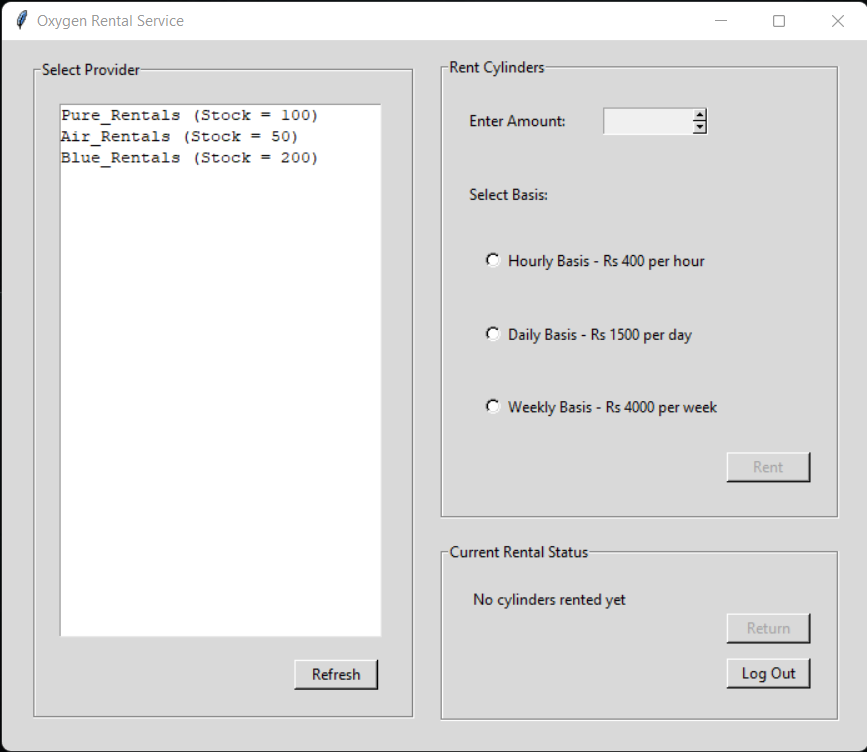 Oxygen Rental Service
Select Provider
Pure_Rentals (Stock = 100)
Air_Rentals (Stock = 50)
Blue_Rentals (Stock = 200)
Refresh
Rent Cylinders
Enter Amount:
Select Basis:
Hourly Basis - Rs 400 per hour
Daily Basis - Rs 1500 per day
Weekly Basis - Rs 4000 per week
Rent
Current Rental Status
No cylinders rented yet
Return
Log Out